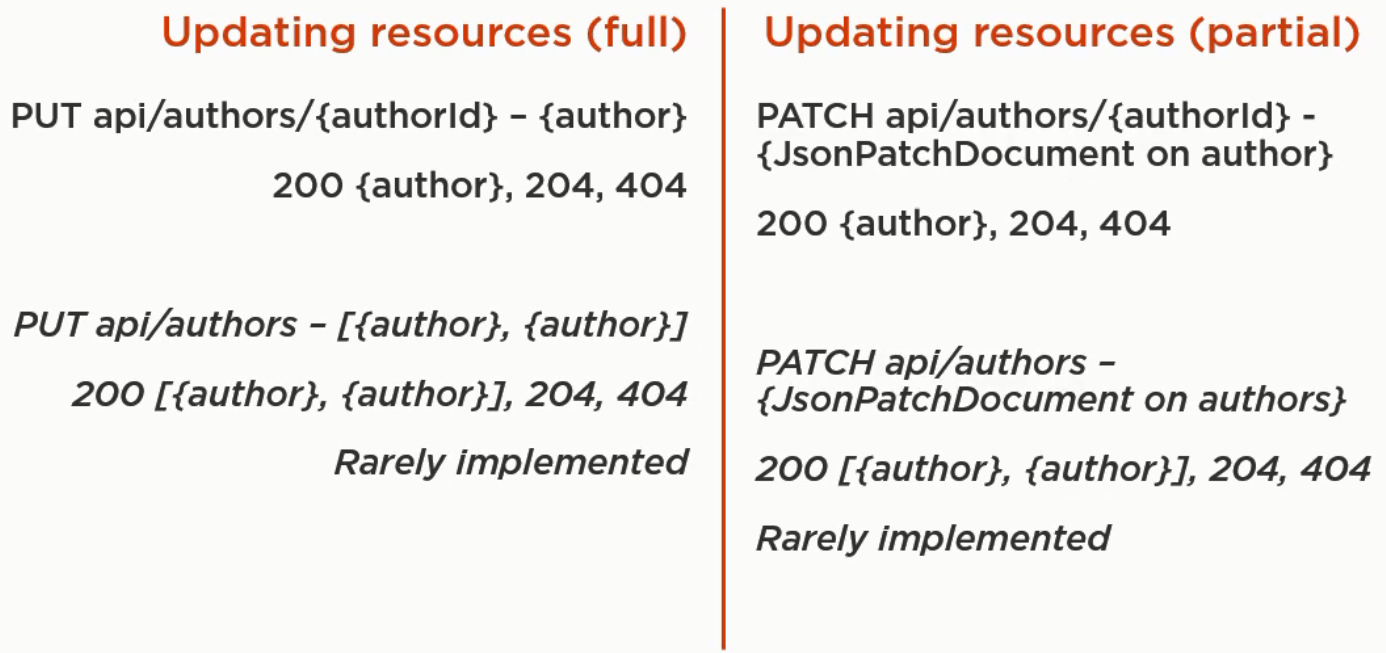 Updating resources (full)
PUT api/authors/{authorId} – {author}
200 {author}, 204, 404
PUT api/authors – [{author}, {author}]
200 [{author}, {author}], 204, 404
Rarely implemented
Updating resources (partial)
PATCH api/authors/{authorId} -
{JsonPatchDocument on author}
200 {author}, 204, 404
PATCH api/authors –
{JsonPatchDocument on authors}
200 [{author}, {author}], 204, 404
Rarely implemented